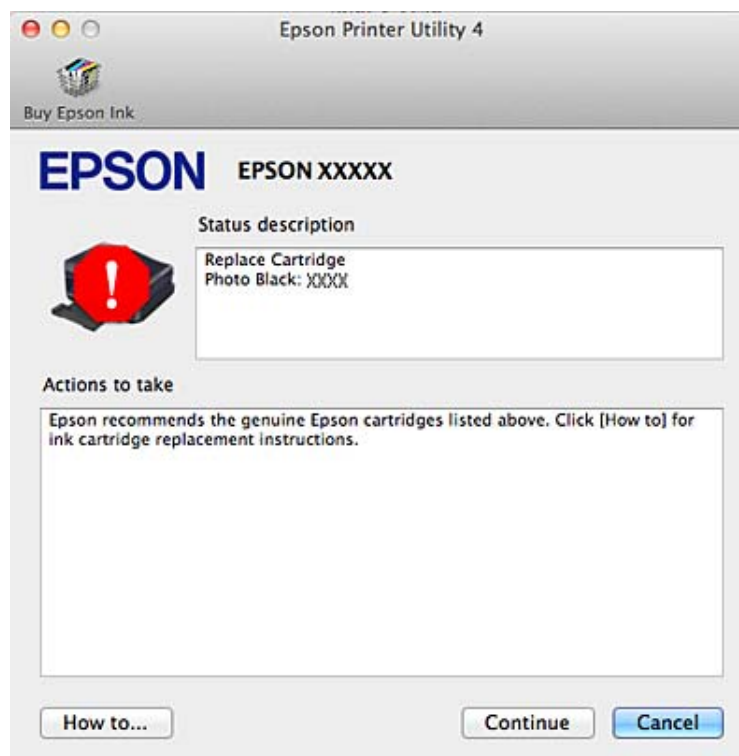 Epson Printer Utility 4
Buy Epson Ink
EPSON EPSON XXXXX
Status description
Replace Cartridge
Photo Black: XXXX
!
Actions to take
Epson recommends the genuine Epson cartridges listed above. Click [How to] for
ink cartridge replacement instructions.
How to... Continue Cancel